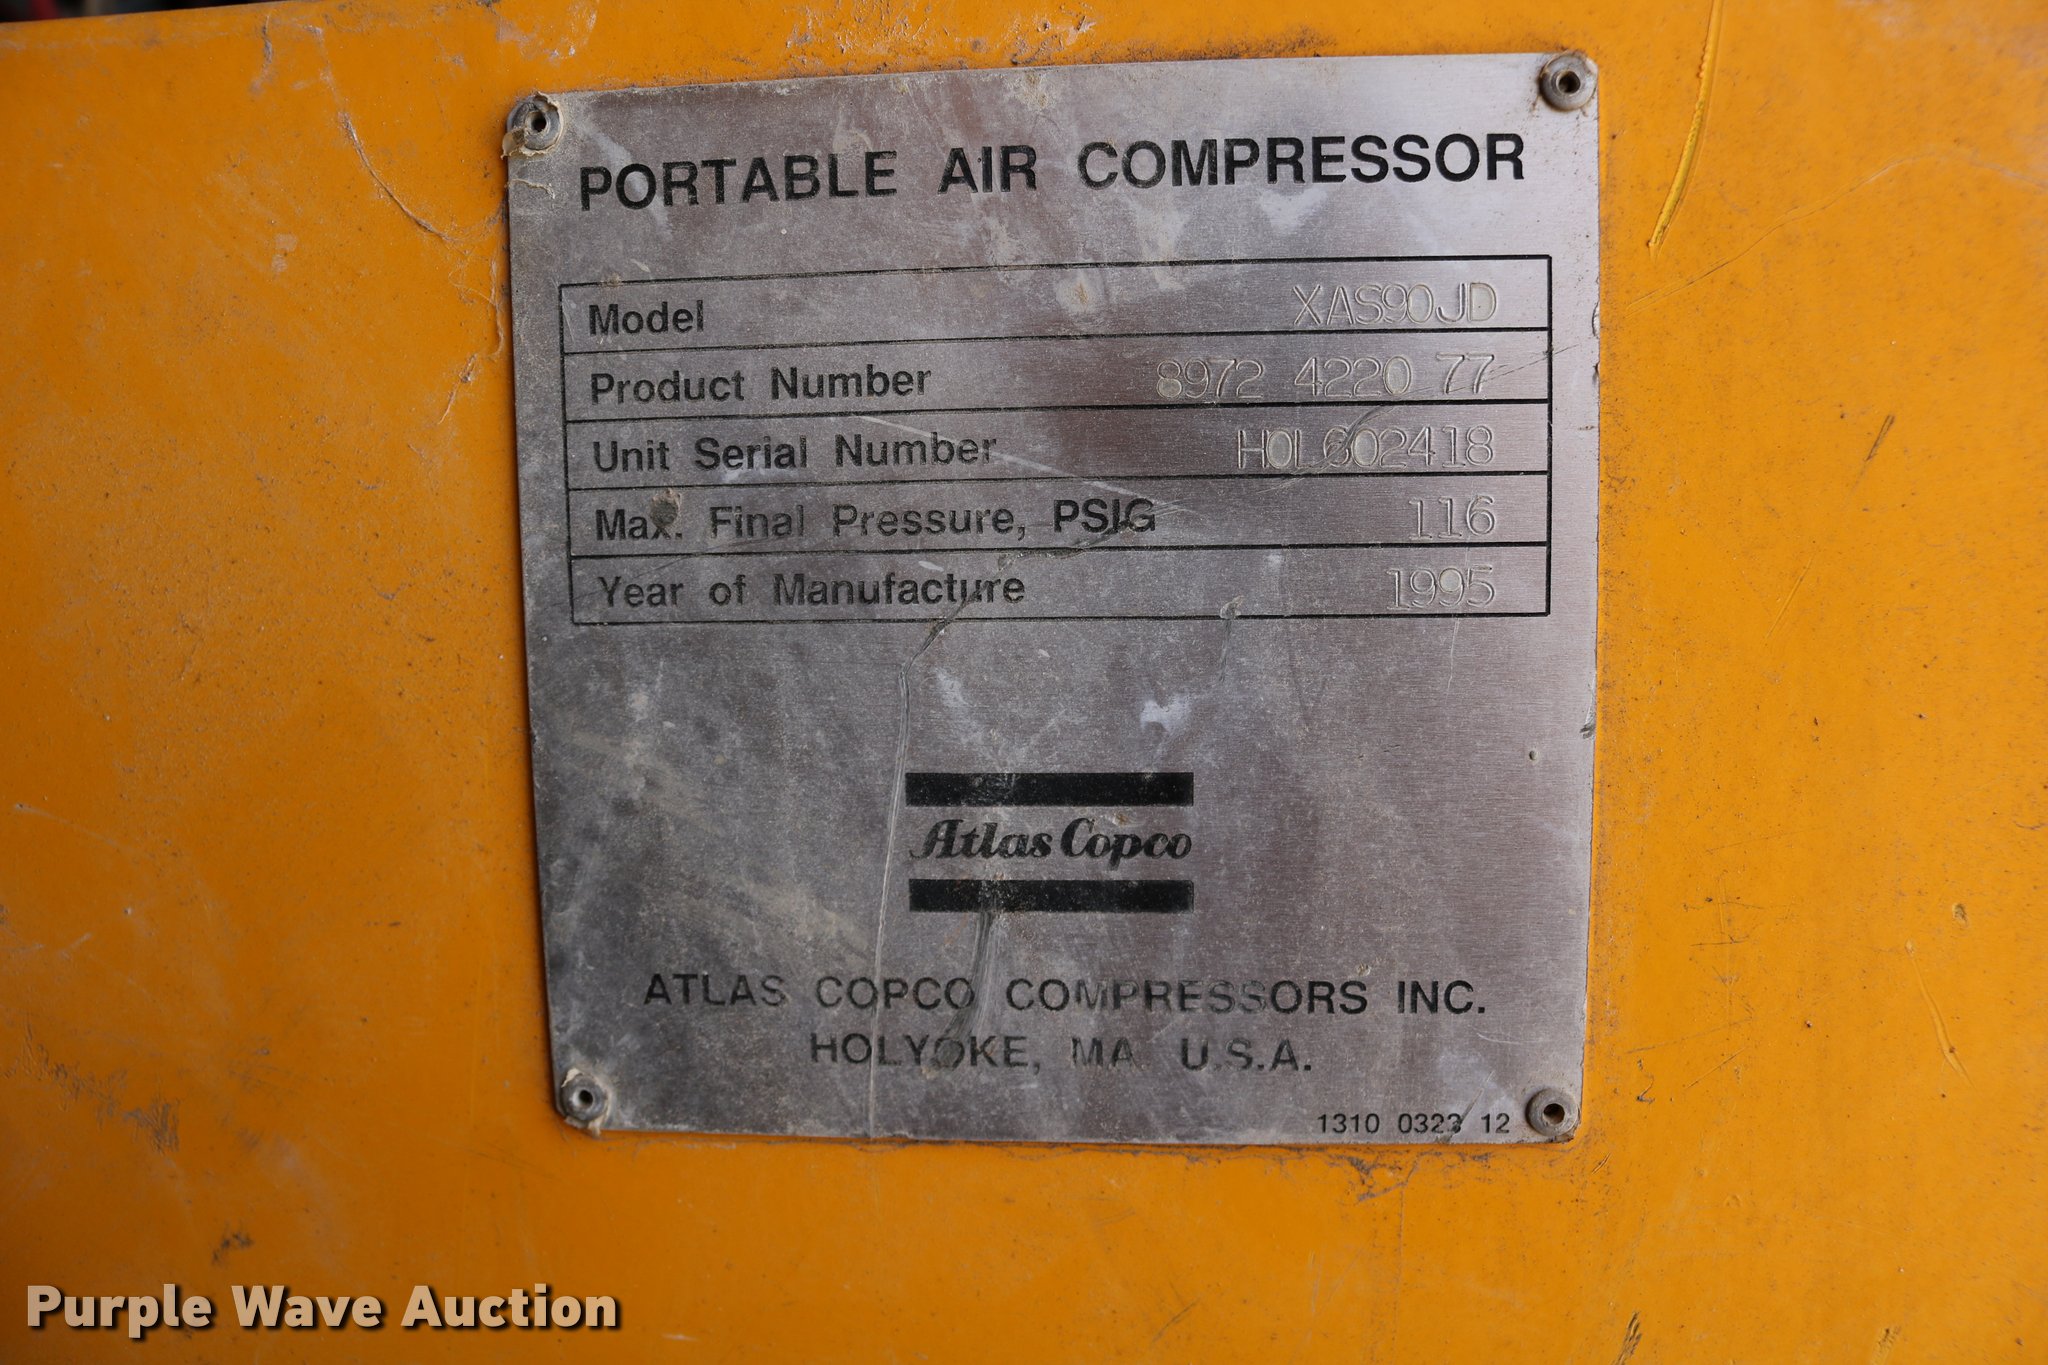 PORTABLE AIR COMPRESSOR
Model XAS90JD
Product Number 8972 4220 77
Unit Serial Number HOL602418
Max. Final Pressure, PSIG 116
Year of Manufacture 1995
Atlas Copco
ATLAS COPCO COMPRESSORS INC.
HOLYOKE, MA U.S.A.
1310 0323 12
Purple Wave Auction